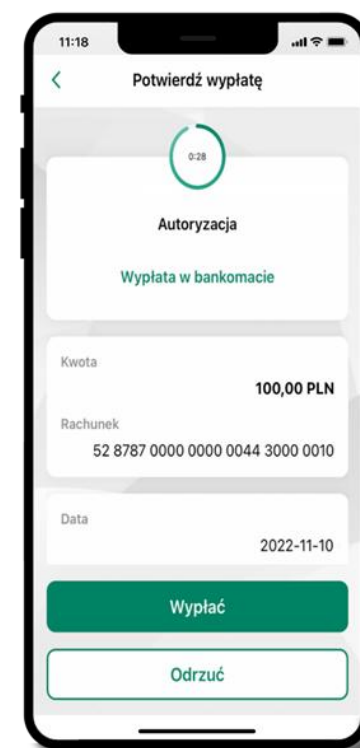 11:18
Potwierdź wypłatę
0:28
Autoryzacja
Wypłata w bankomacie
Kwota
100,00 PLN
Rachunek
52 8787 0000 0000 0044 3000 0010
Data
2022-11-10
Wypłać
Odrzuć